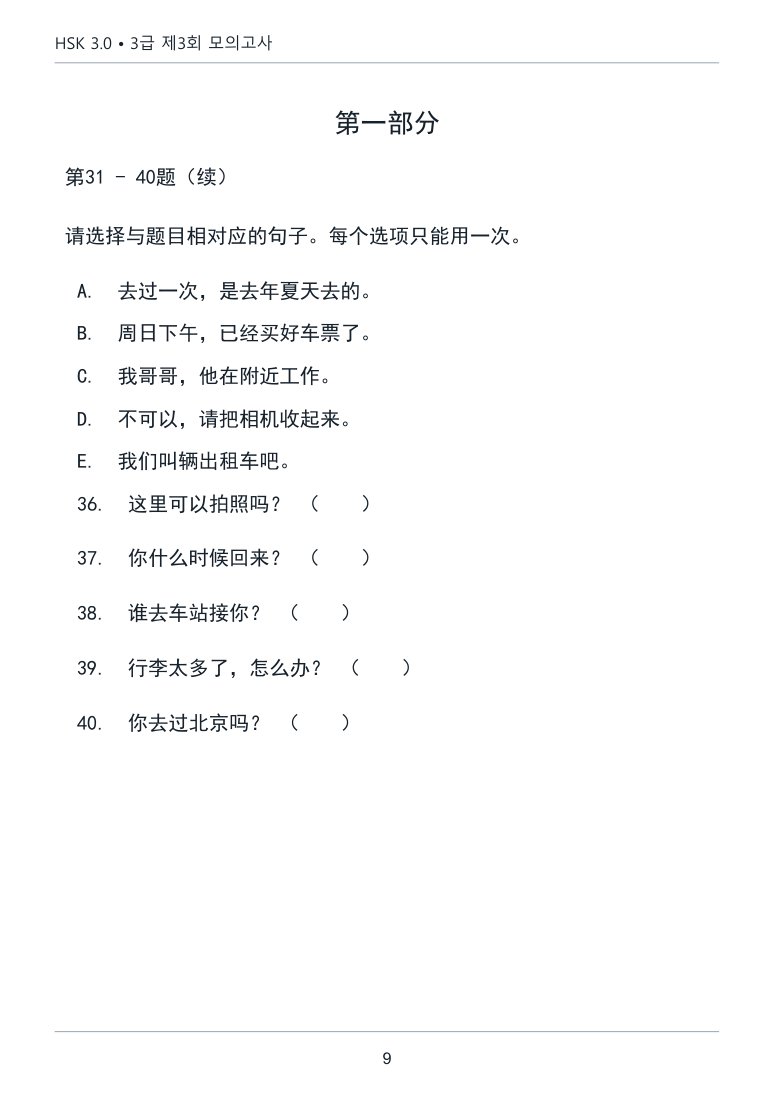 HSK 3.0 • 3급 제3회 모의고사
第一部分
第31 - 40题（续）
请选择与题目相对应的句子。每个选项只能用一次。
A. 去过一次，是去年夏天去的。
B. 周日下午，已经买好车票了。
C. 我哥哥，他在附近工作。
D. 不可以，请把相机收起来。
E. 我们叫辆出租车吧。
36. 这里可以拍照吗？ （　　）
37. 你什么时候回来？ （　　）
38. 谁去车站接你？ （　　）
39. 行李太多了，怎么办？ （　　）
40. 你去过北京吗？ （　　）
9